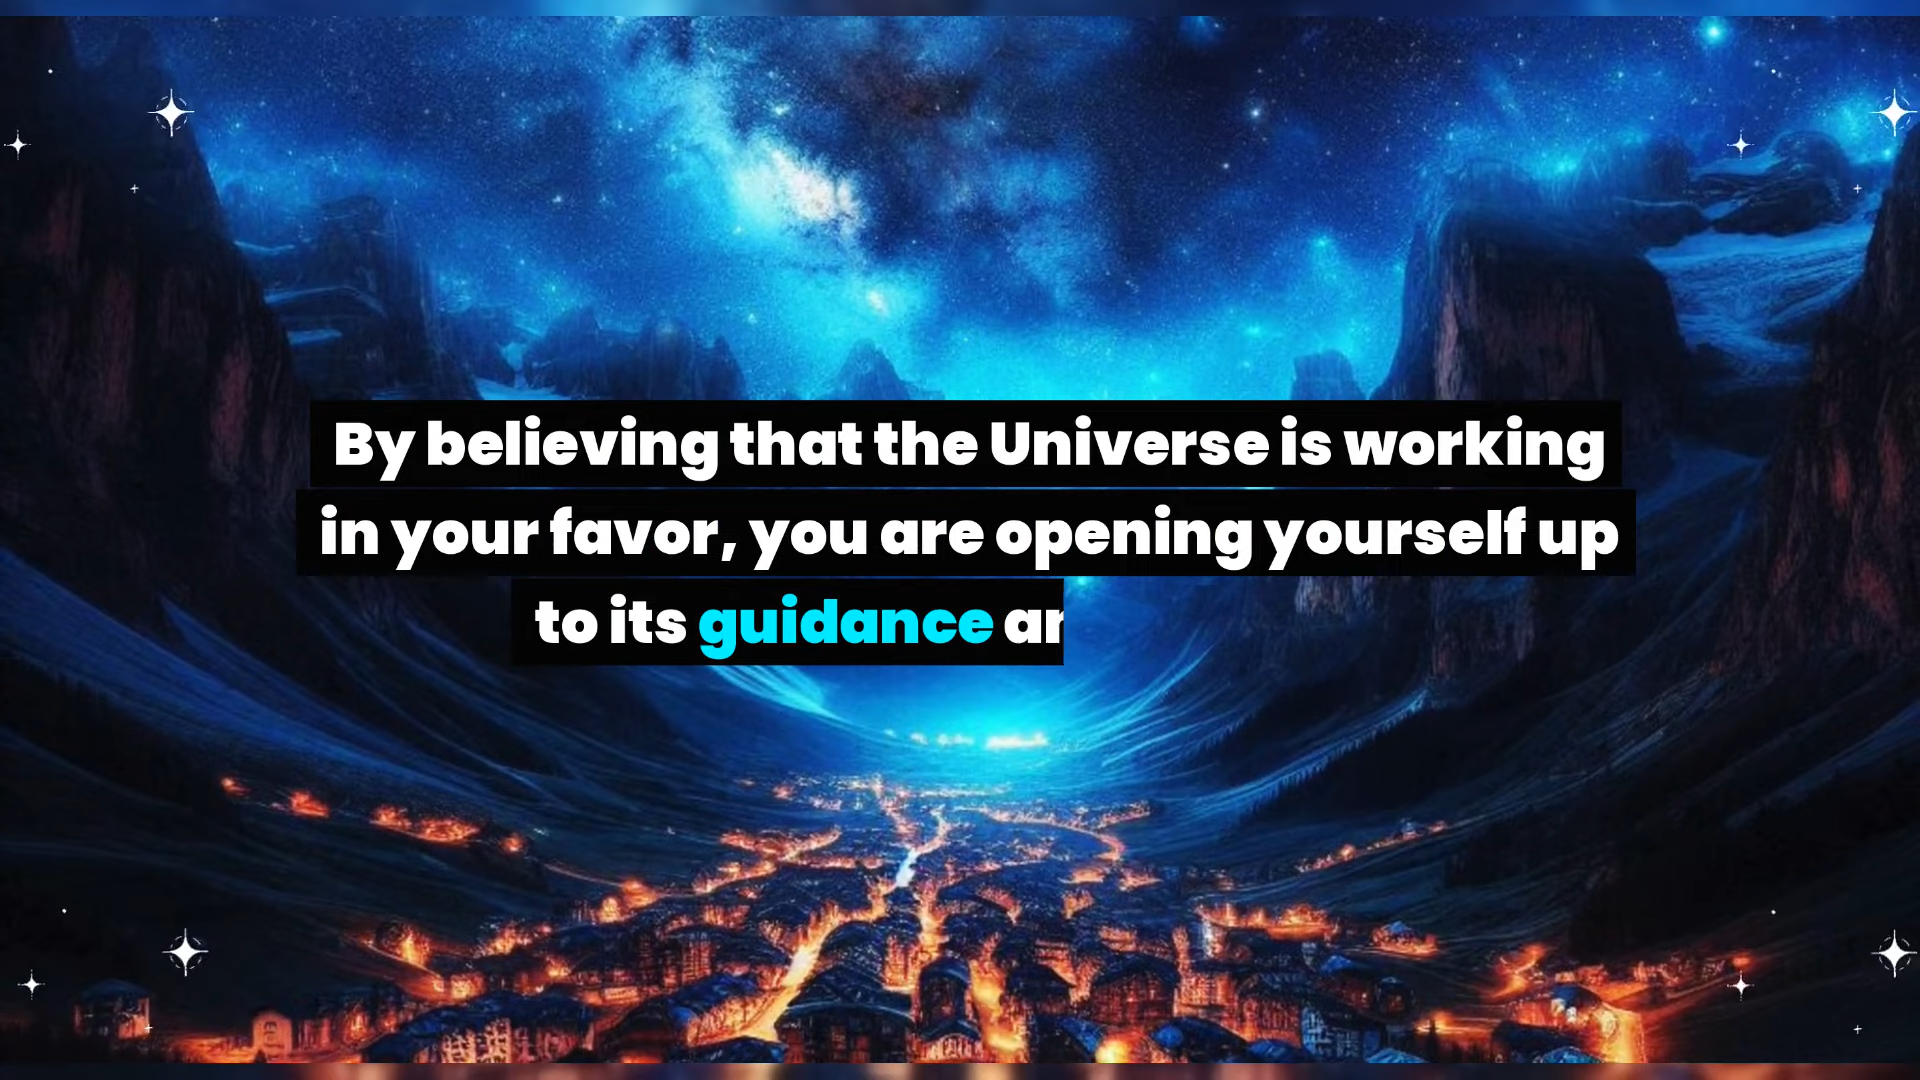 By believing that the Universe is working
in your favor, you are opening yourself up
to its guidance